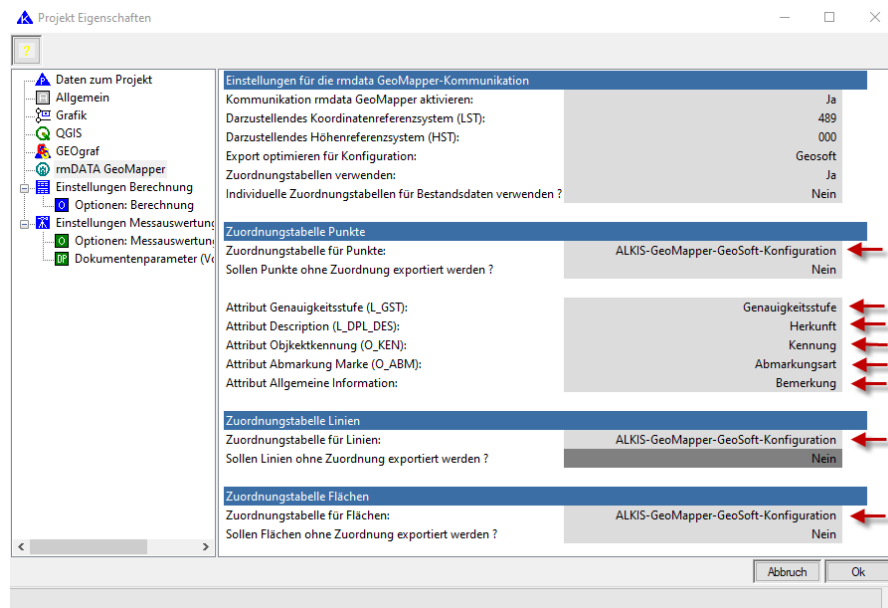 Projekt Eigenschaften
?
Daten zum Projekt
Allgemein
Grafik
QGIS
GEOgraf
rmDATA GeoMapper
Einstellungen Berechnung
Optionen: Berechnung
Einstellungen Messauswertung
Optionen: Messauswertun
Dokumentenparameter (Vo
Einstellungen für die rmdata GeoMapper-Kommunikation
Kommunikation rmdata GeoMapper aktivieren: Ja
Darzustellendes Koordinatenreferenzsystem (LST): 489
Darzustellendes Höhenreferenzsystem (HST): 000
Export optimieren für Konfiguration: Geosoft
Zuordnungstabellen verwenden: Ja
Individuelle Zuordnungstabellen für Bestandsdaten verwenden ? Nein
Zuordnungstabelle Punkte
Zuordnungstabelle für Punkte: ALKIS-GeoMapper-GeoSoft-Konfiguration
Sollen Punkte ohne Zuordnung exportiert werden ? Nein
Attribut Genauigkeitsstufe (L_GST): Genauigkeitsstufe
Attribut Description (L_DPL_DES): Herkunft
Attribut Objkektkennung (O_KEN): Kennung
Attribut Abmarkung Marke (O_ABM): Abmarkungsart
Attribut Allgemeine Information: Bemerkung
Zuordnungstabelle Linien
Zuordnungstabelle für Linien: ALKIS-GeoMapper-GeoSoft-Konfiguration
Sollen Linien ohne Zuordnung exportiert werden ? Nein
Zuordnungstabelle Flächen
Zuordnungstabelle für Flächen: ALKIS-GeoMapper-GeoSoft-Konfiguration
Sollen Flächen ohne Zuordnung exportiert werden ? Nein
Abbruch
Ok